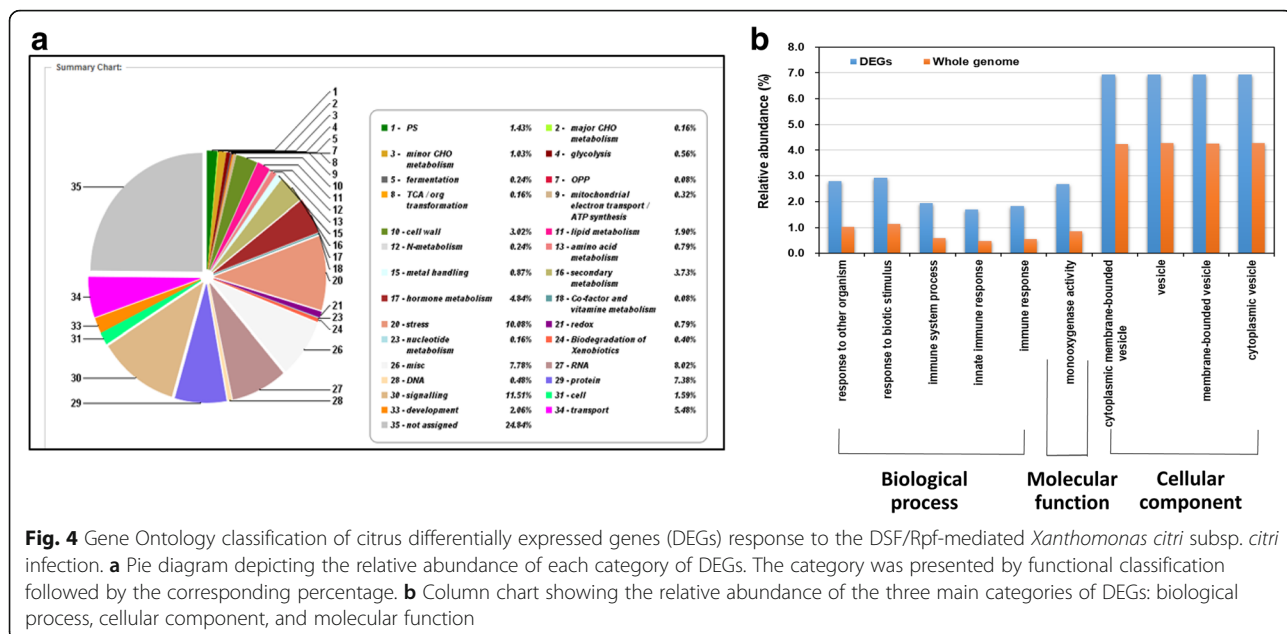 a
Summary Chart:
1
2
3
4
5
7
8
9
10
11
12
13
15
16
17
18
20
21
23
24
26
27
28
29
30
31
33
34
35
1 - PS 1.43% 2 - major CHO metabolism 0.16%
3 - minor CHO metabolism 1.03% 4 - glycolysis 0.56%
5 - fermentation 0.24% 7 - OPP 0.08%
8 - TCA / org transformation 0.16% 9 - mitochondrial electron transport / ATP synthesis 0.32%
10 - cell wall 3.02% 11 - lipid metabolism 1.90%
12 - N-metabolism 0.24% 13 - amino acid metabolism 0.79%
15 - metal handling 0.87% 16 - secondary metabolism 3.73%
17 - hormone metabolism 4.84% 18 - Co-factor and vitamine metabolism 0.08%
20 - stress 10.08% 21 - redox 0.79%
23 - nucleotide metabolism 0.16% 24 - Biodegradation of Xenobiotics 0.40%
26 - misc 7.78% 27 - RNA 8.02%
28 - DNA 0.48% 29 - protein 7.38%
30 - signalling 11.51% 31 - cell 1.59%
33 - development 2.06% 34 - transport 5.48%
35 - not assigned 24.84%
b
DEGs Whole genome
Relative abundance (%)
8.0
7.0
6.0
5.0
4.0
3.0
2.0
1.0
0.0
response to other organism
response to biotic stimulus
immune system process
innate immune response
immune response
monooxygenase activity
cytoplasmic membrane-bounded
vesicle
vesicle
membrane-bounded vesicle
cytoplasmic vesicle
Biological
process
Molecular
function
Cellular
component
Fig. 4 Gene Ontology classification of citrus differentially expressed genes (DEGs) response to the DSF/Rpf-mediated Xanthomonas citri subsp. citri
infection. a Pie diagram depicting the relative abundance of each category of DEGs. The category was presented by functional classification
followed by the corresponding percentage. b Column chart showing the relative abundance of the three main categories of DEGs: biological
process, cellular component, and molecular function